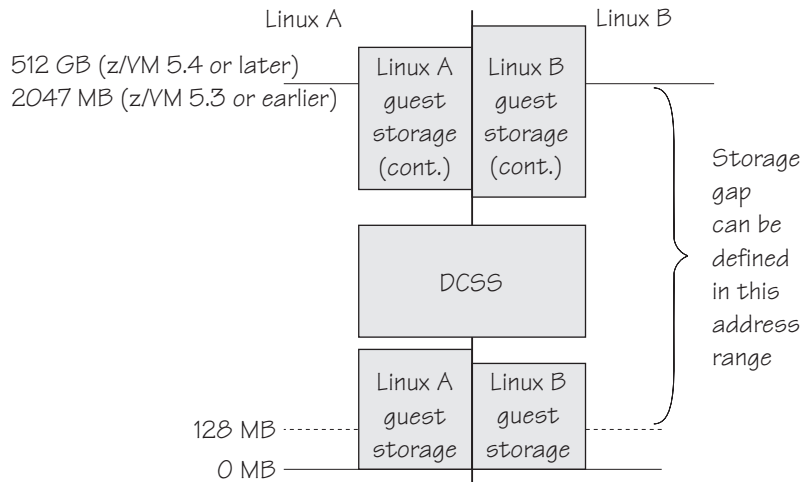 Linux A
Linux B
512 GB (z/VM 5.4 or later)
2047 MB (z/VM 5.3 or earlier)
Linux A
guest
storage
(cont.)
Linux B
guest
storage
(cont.)
Storage
gap
can be
defined
in this
address
range
DCSS
Linux A
guest
storage
Linux B
guest
storage
128 MB
0 MB